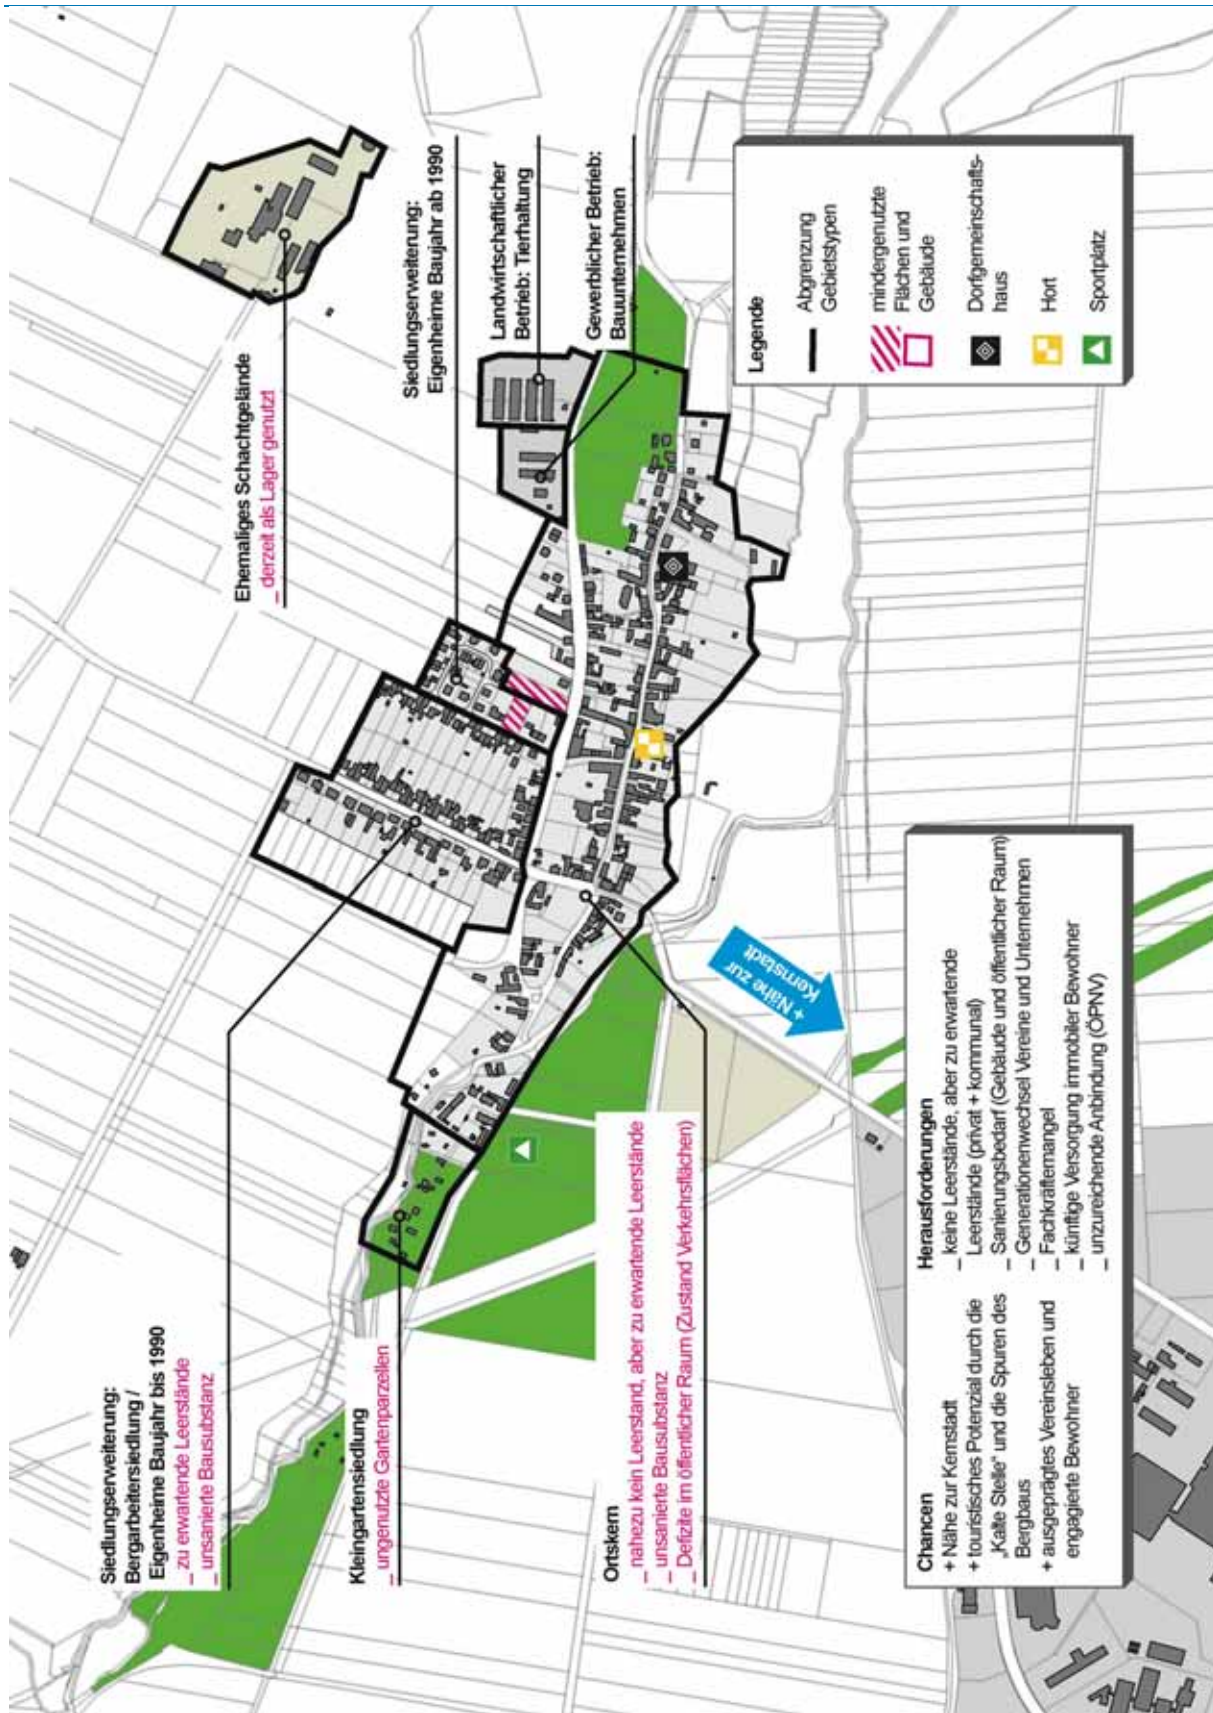 Siedlungserweiterung:
Bergarbeitersiedlung /
Eigenheime Baujahr bis 1990
_ zu erwartende Leerstände
_ unsanierte Bausubstanz
Ehemaliges Schachtgelände
_ derzeit als Lager genutzt
Siedlungserweiterung:
Eigenheime Baujahr ab 1990
Landwirtschaftlicher
Betrieb: Tierhaltung
Gewerblicher Betrieb:
Bauunternehmen
Kleingartensiedlung
_ ungenutzte Gartenparzellen
Ortskern
_ nahezu kein Leerstand, aber zu erwartende Leerstände
_ unsanierte Bausubstanz
_ Defizite im öffentlicher Raum (Zustand Verkehrsflächen)
+ Nähe zur
Kernstadt
Legende
Abgrenzung
Gebietstypen
mindergenutzte
Flächen und
Gebäude
Dorfgemeinschafts-
haus
Hort
Sportplatz
Chancen
+ Nähe zur Kernstadt
+ touristisches Potenzial durch die
„Kalte Stelle“ und die Spuren des
Bergbaus
+ ausgeprägtes Vereinsleben und
engagierte Bewohner
Herausforderungen
_ keine Leerstände, aber zu erwartende
Leerstände (privat + kommunal)
_ Sanierungsbedarf (Gebäude und öffentlicher Raum)
_ Generationenwechsel Vereine und Unternehmen
_ Fachkräftemangel
_ künftige Versorgung immobiler Bewohner
_ unzureichende Anbindung (ÖPNV)